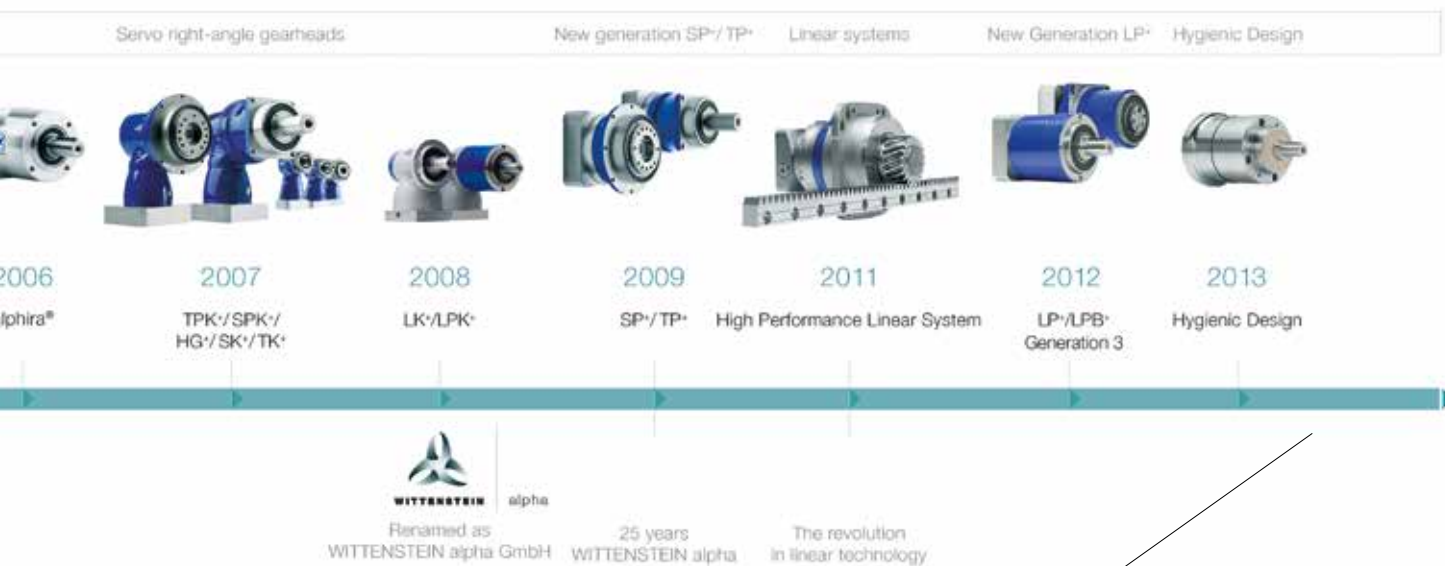 Servo right-angle gearheads
New generation SP⁺/TP⁺
Linear systems
New Generation LP⁺
Hygienic Design
2006
2007
2008
2009
2011
2012
2013
lphira®
TPK⁺/SPK⁺/
HG⁺/SK⁺/TK⁺
LK⁺/LPK⁺
SP⁺/TP⁺
High Performance Linear System
LP⁺/LPB⁺
Generation 3
Hygienic Design
WITTENSTEIN
alpha
Renamed as
WITTENSTEIN alpha GmbH
25 years
WITTENSTEIN alpha
The revolution
in linear technology